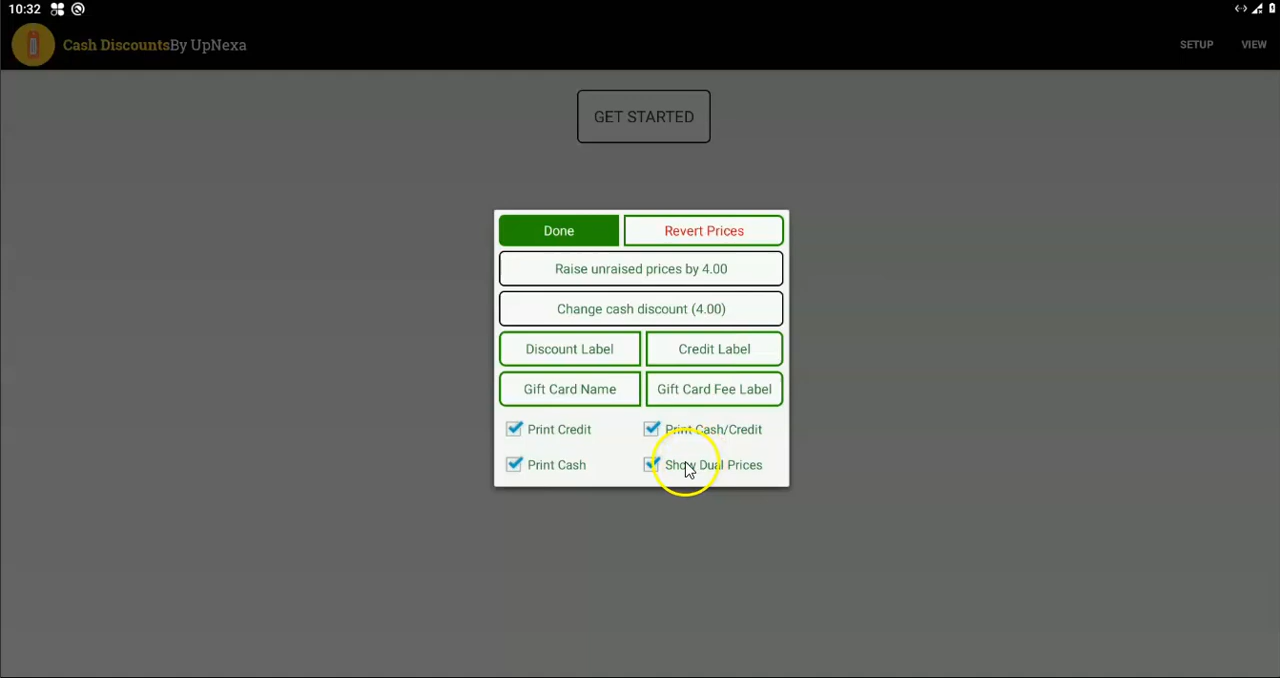 10:32
Cash DiscountsBy UpNexa
SETUP
VIEW
GET STARTED
Done
Revert Prices
Raise unraised prices by 4.00
Change cash discount (4.00)
Discount Label
Credit Label
Gift Card Name
Gift Card Fee Label
Print Credit
Print Cash/Credit
Print Cash
Show Dual Prices